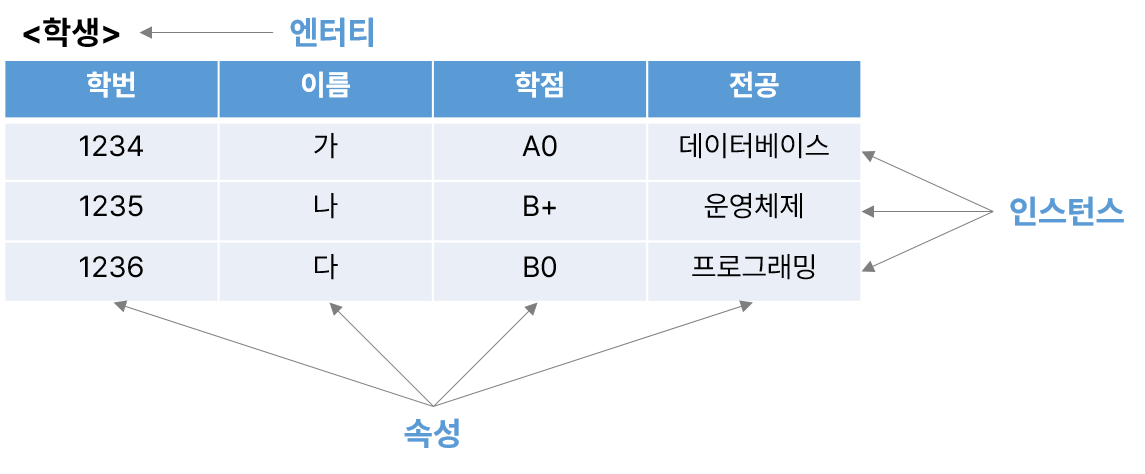 <학생> 엔터티
학번 이름 학점 전공
1234 가 A0 데이터베이스
1235 나 B+ 운영체제
인스턴스
1236 다 B0 프로그래밍
속성